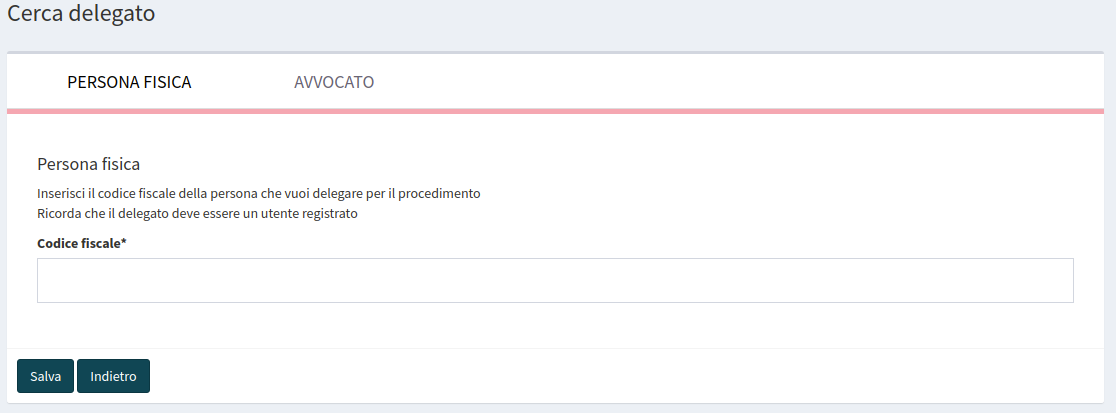 Cerca delegato
PERSONA FISICA
AVVOCATO
Persona fisica
Inserisci il codice fiscale della persona che vuoi delegare per il procedimento
Ricorda che il delegato deve essere un utente registrato
Codice fiscale*
Salva
Indietro